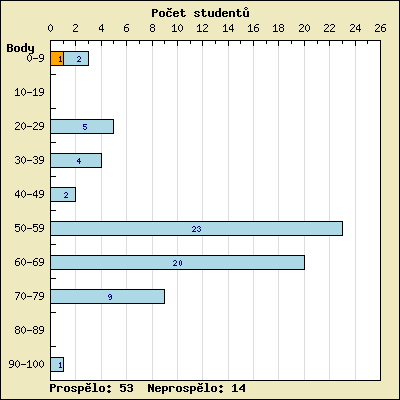 Počet studentů
0 2 4 6 8 10 12 14 16 18 20 22 24 26
Body
0-9 1 2
10-19
20-29 5
30-39 4
40-49 2
50-59 23
60-69 20
70-79 9
80-89
90-100 1
Prospělo: 53 Neprospělo: 14